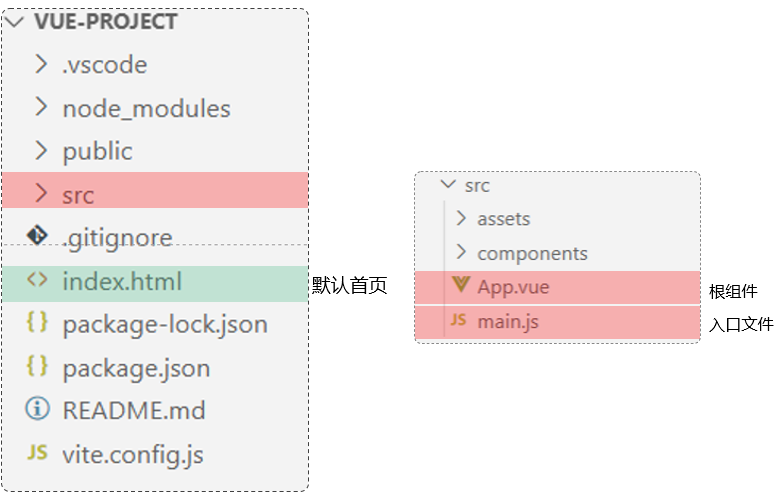 VUE-PROJECT
.vscode
node_modules
public
src
.gitignore
index.html
默认首页
package-lock.json
package.json
README.md
JS vite.config.js
src
assets
components
App.vue
根组件
JS main.js
入口文件